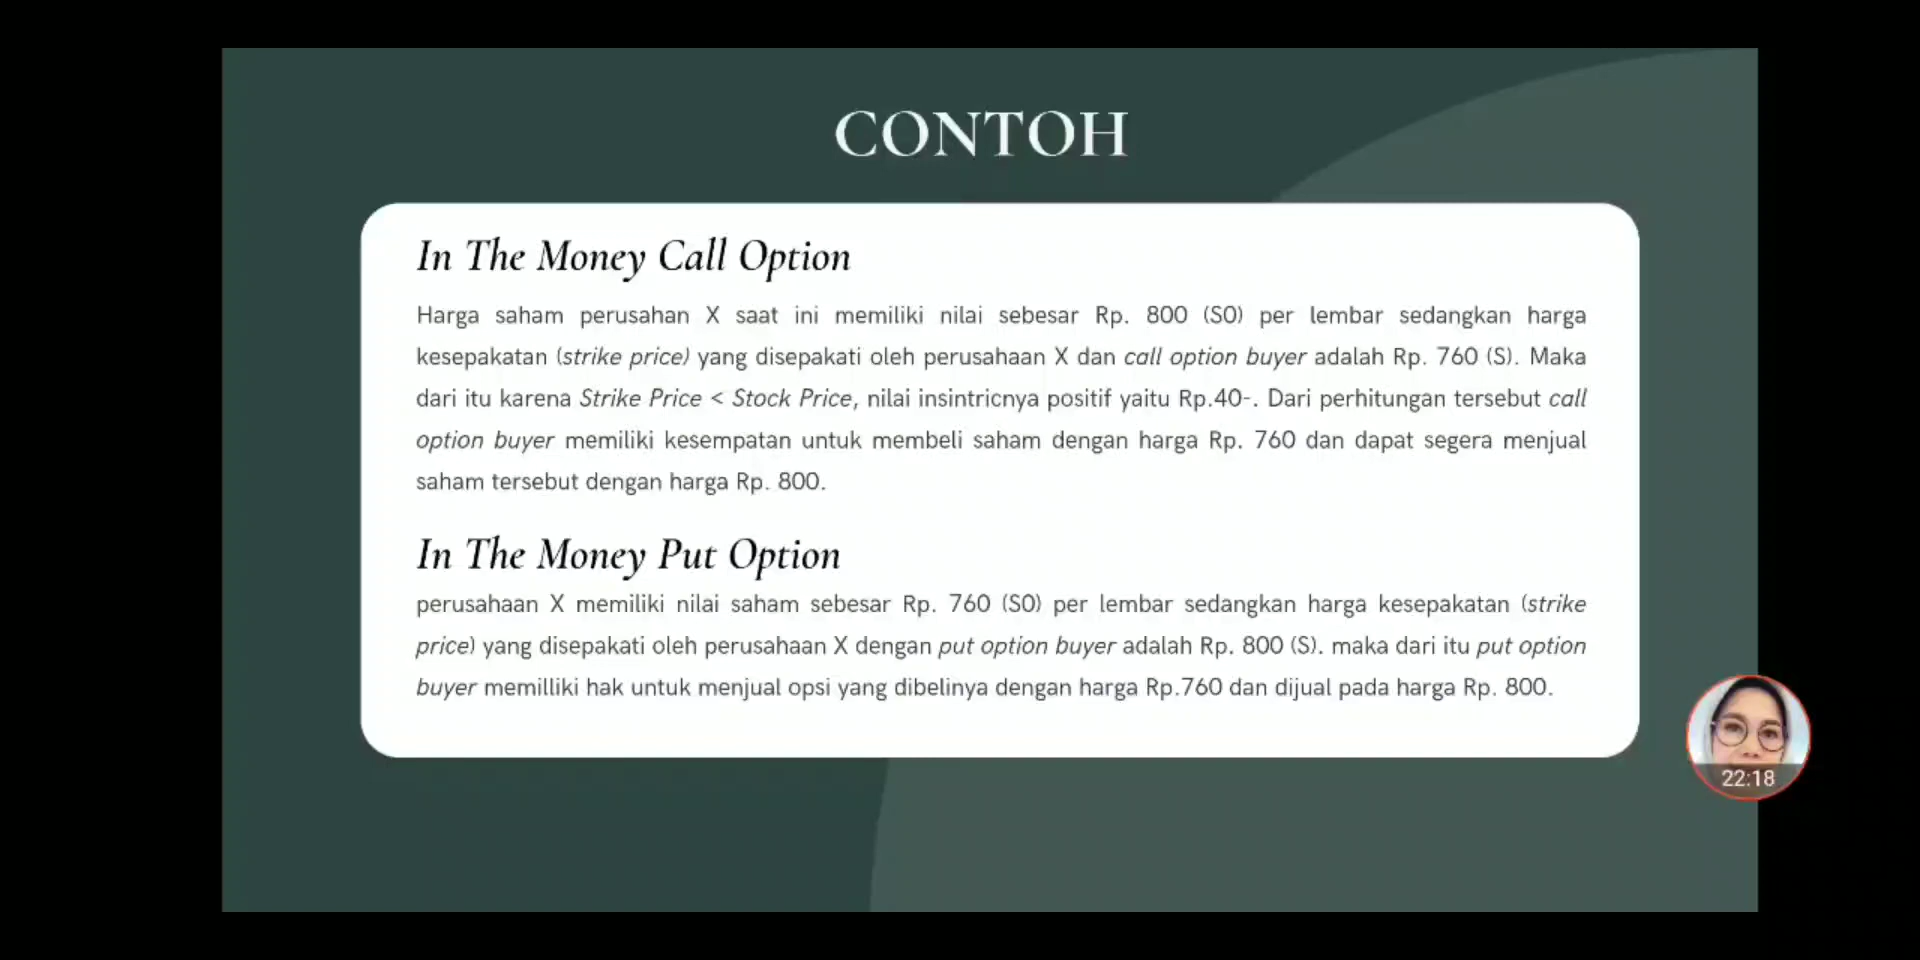 CONTOH
In The Money Call Option
Harga saham perusahan X saat ini memiliki nilai sebesar Rp. 800 (S0) per lembar sedangkan harga
kesepakatan (strike price) yang disepakati oleh perusahaan X dan call option buyer adalah Rp. 760 (S). Maka
dari itu karena Strike Price < Stock Price, nilai insintricnya positif yaitu Rp.40-. Dari perhitungan tersebut call
option buyer memiliki kesempatan untuk membeli saham dengan harga Rp. 760 dan dapat segera menjual
saham tersebut dengan harga Rp. 800.
In The Money Put Option
perusahaan X memiliki nilai saham sebesar Rp. 760 (S0) per lembar sedangkan harga kesepakatan (strike
price) yang disepakati oleh perusahaan X dengan put option buyer adalah Rp. 800 (S). maka dari itu put option
buyer memilliki hak untuk menjual opsi yang dibelinya dengan harga Rp.760 dan dijual pada harga Rp. 800.
22:18